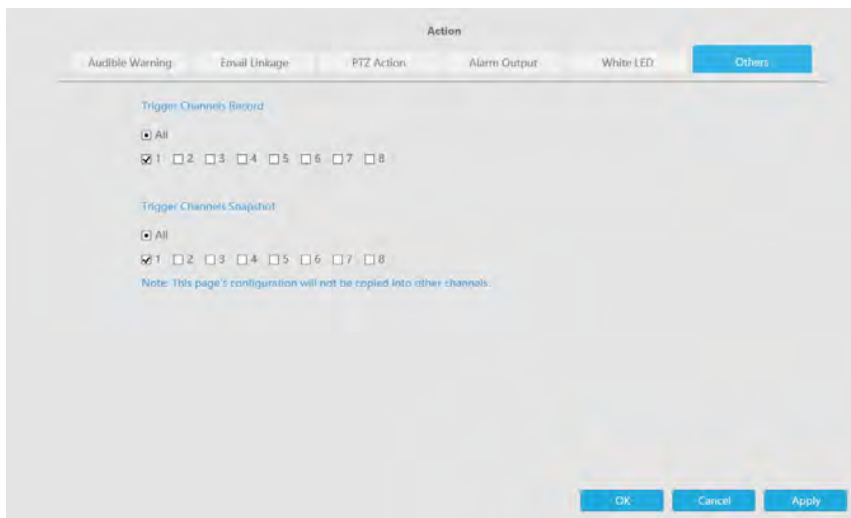 Action
Audible Warning Email Linkage PTZ Action Alarm Output White LED Others
Trigger Channels Record
All
1 2 3 4 5 6 7 8
Trigger Channels Snapshot
All
1 2 3 4 5 6 7 8
Note: This page's configuration will not be copied into other channels.
OK Cancel Apply